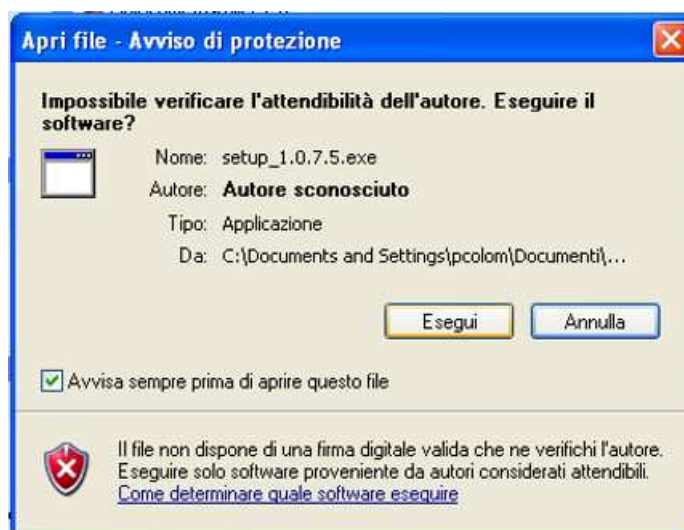 Apri file - Avviso di protezione
Impossibile verificare l'attendibilità dell'autore. Eseguire il
software?
Nome: setup_1.0.7.5.exe
Autore: Autore sconosciuto
Tipo: Applicazione
Da: C:\Documents and Settings\pcolom\Documenti\...
Esegui Annulla
Avvisa sempre prima di aprire questo file
Il file non dispone di una firma digitale valida che ne verifichi l'autore.
Eseguire solo software proveniente da autori considerati attendibili.
Come determinare quale software eseguire